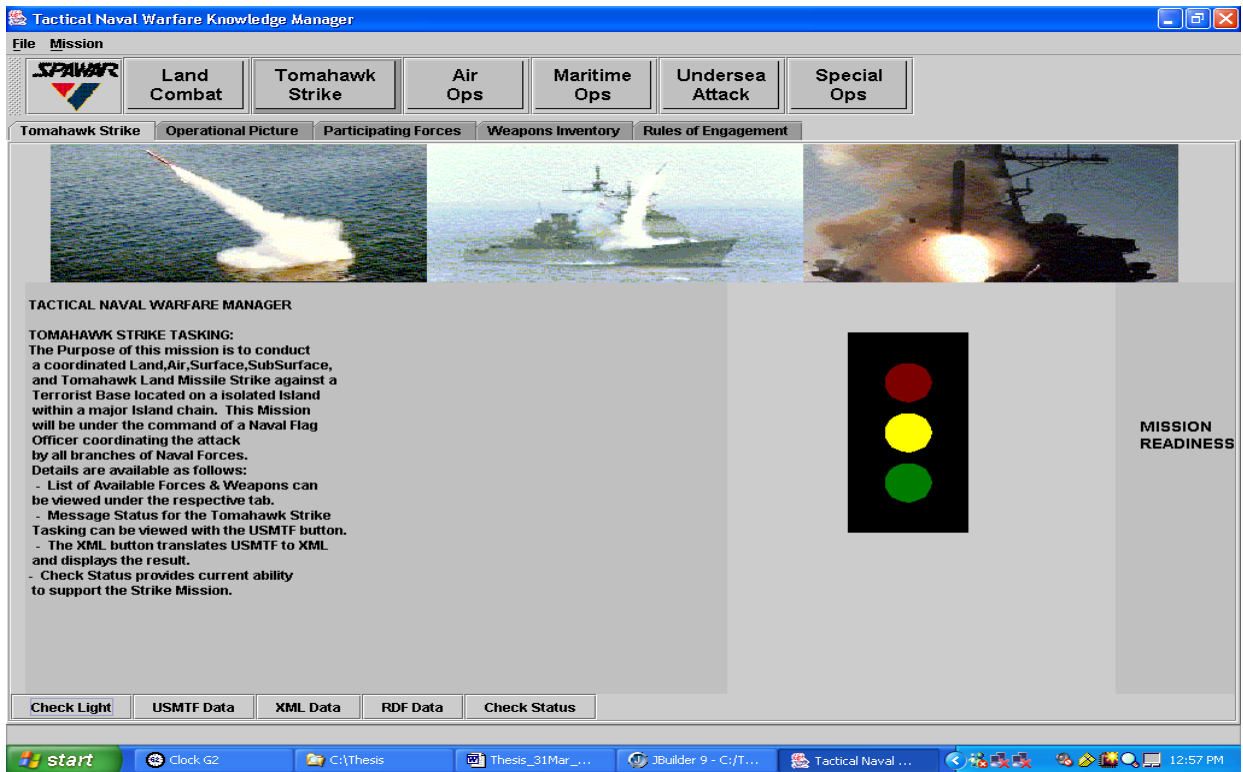 Tactical Naval Warfare Knowledge Manager
File Mission
SPAWAR
Land
Combat
Tomahawk
Strike
Air
Ops
Maritime
Ops
Undersea
Attack
Special
Ops
Tomahawk Strike Operational Picture Participating Forces Weapons Inventory Rules of Engagement
TACTICAL NAVAL WARFARE MANAGER
TOMAHAWK STRIKE TASKING:
The Purpose of this mission is to conduct
a coordinated Land,Air,Surface,SubSurface,
and Tomahawk Land Missile Strike against a
Terrorist Base located on a isolated Island
within a major Island chain. This Mission
will be under the command of a Naval Flag
Officer coordinating the attack
by all branches of Naval Forces.
Details are available as follows:
- List of Available Forces & Weapons can
be viewed under the respective tab.
- Message Status for the Tomahawk Strike
Tasking can be viewed with the USMTF button.
- The XML button translates USMTF to XML
and displays the result.
- Check Status provides current ability
to support the Strike Mission.
MISSION
READINESS
Check Light USMTF Data XML Data RDF Data Check Status
start Clock G2 C:\Thesis Thesis_31Mar_... JBuilder 9 - C:/T... Tactical Naval ... 12:57 PM